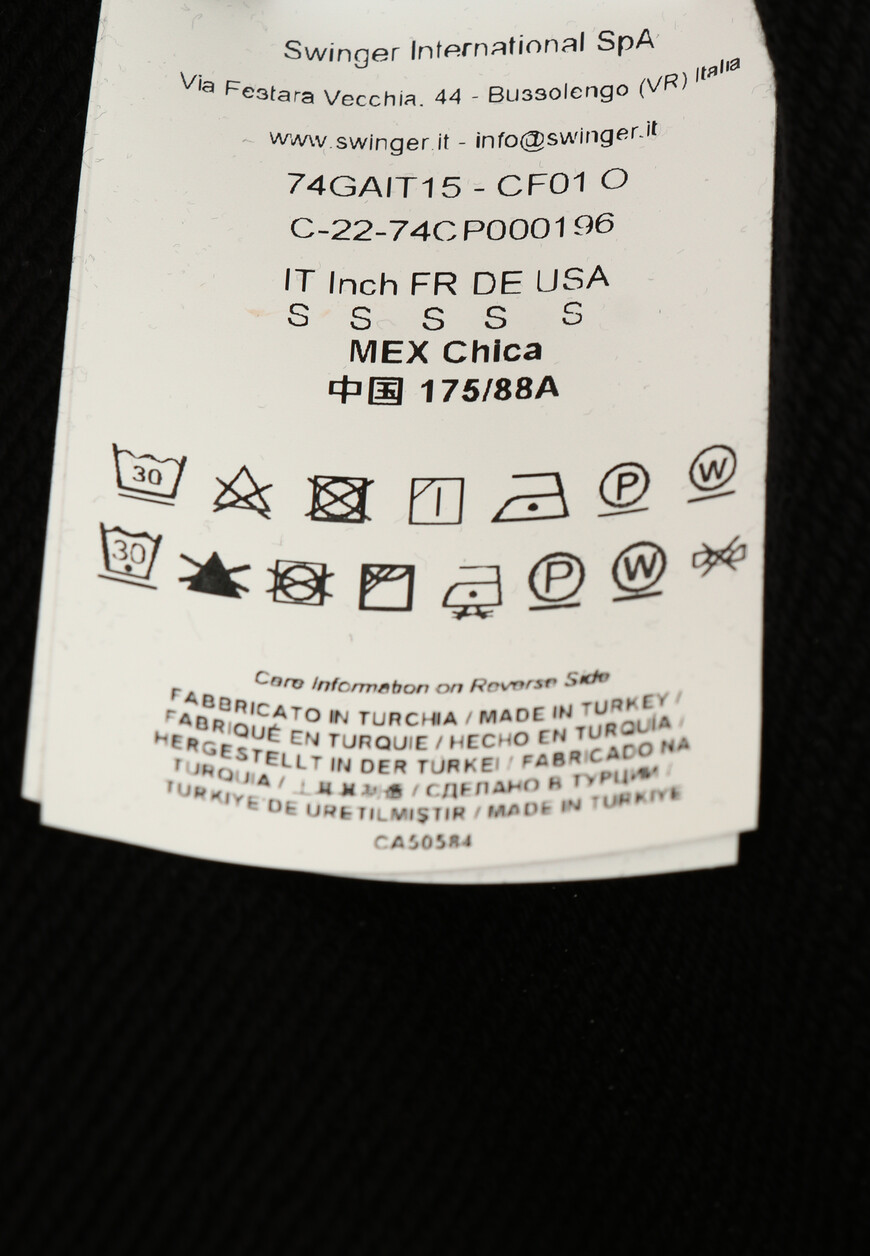 Swinger International SpA
Via Festara Vecchia. 44 - Bussolengo (VR) Italia
www.swinger.it - info@swinger.it
74GAIT15 - CF01 O
C-22-74CP000196
IT Inch FR DE USA
S S S S S
MEX Chica
中国 175/88A
30 I P W
30 P W
Care Information on Reverse Side
FABBRICATO IN TURCHIA / MADE IN TURKEY /
FABRIQUÉ EN TURQUIE / HECHO EN TURQUÍA /
HERGESTELLT IN DER TÜRKEI / FABRICADO NA
TURQUIA / / СДЕЛАНО В ТУРЦИИ /
TÜRKIYE'DE ÜRETILMIŞTIR / MADE IN TURKIYE
CA50584